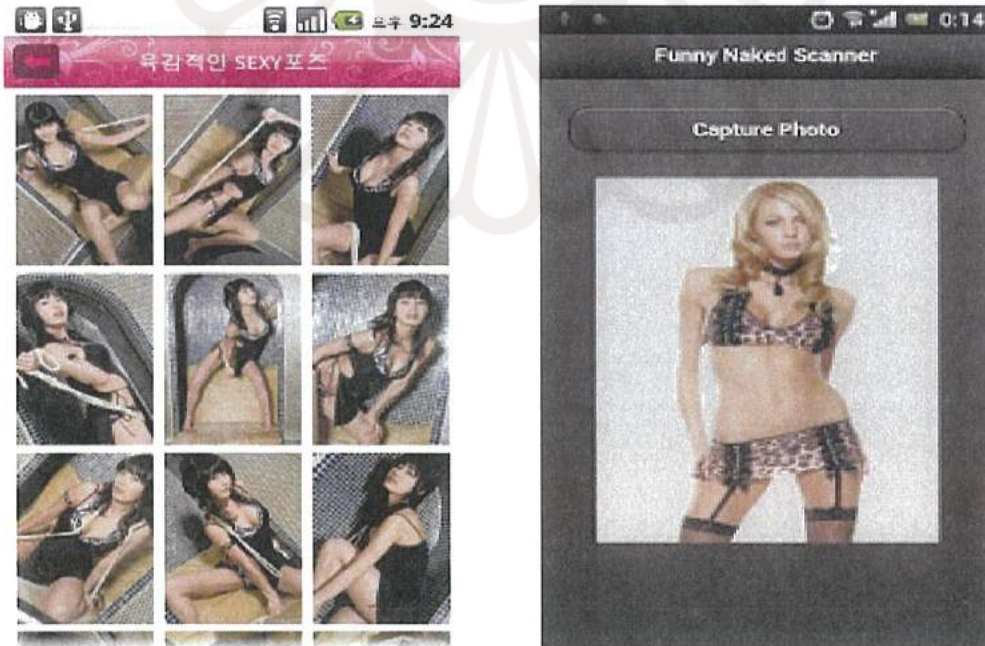 오후 9:24
육감적인 SEXY포즈
0:14
Funny Naked Scanner
Capture Photo